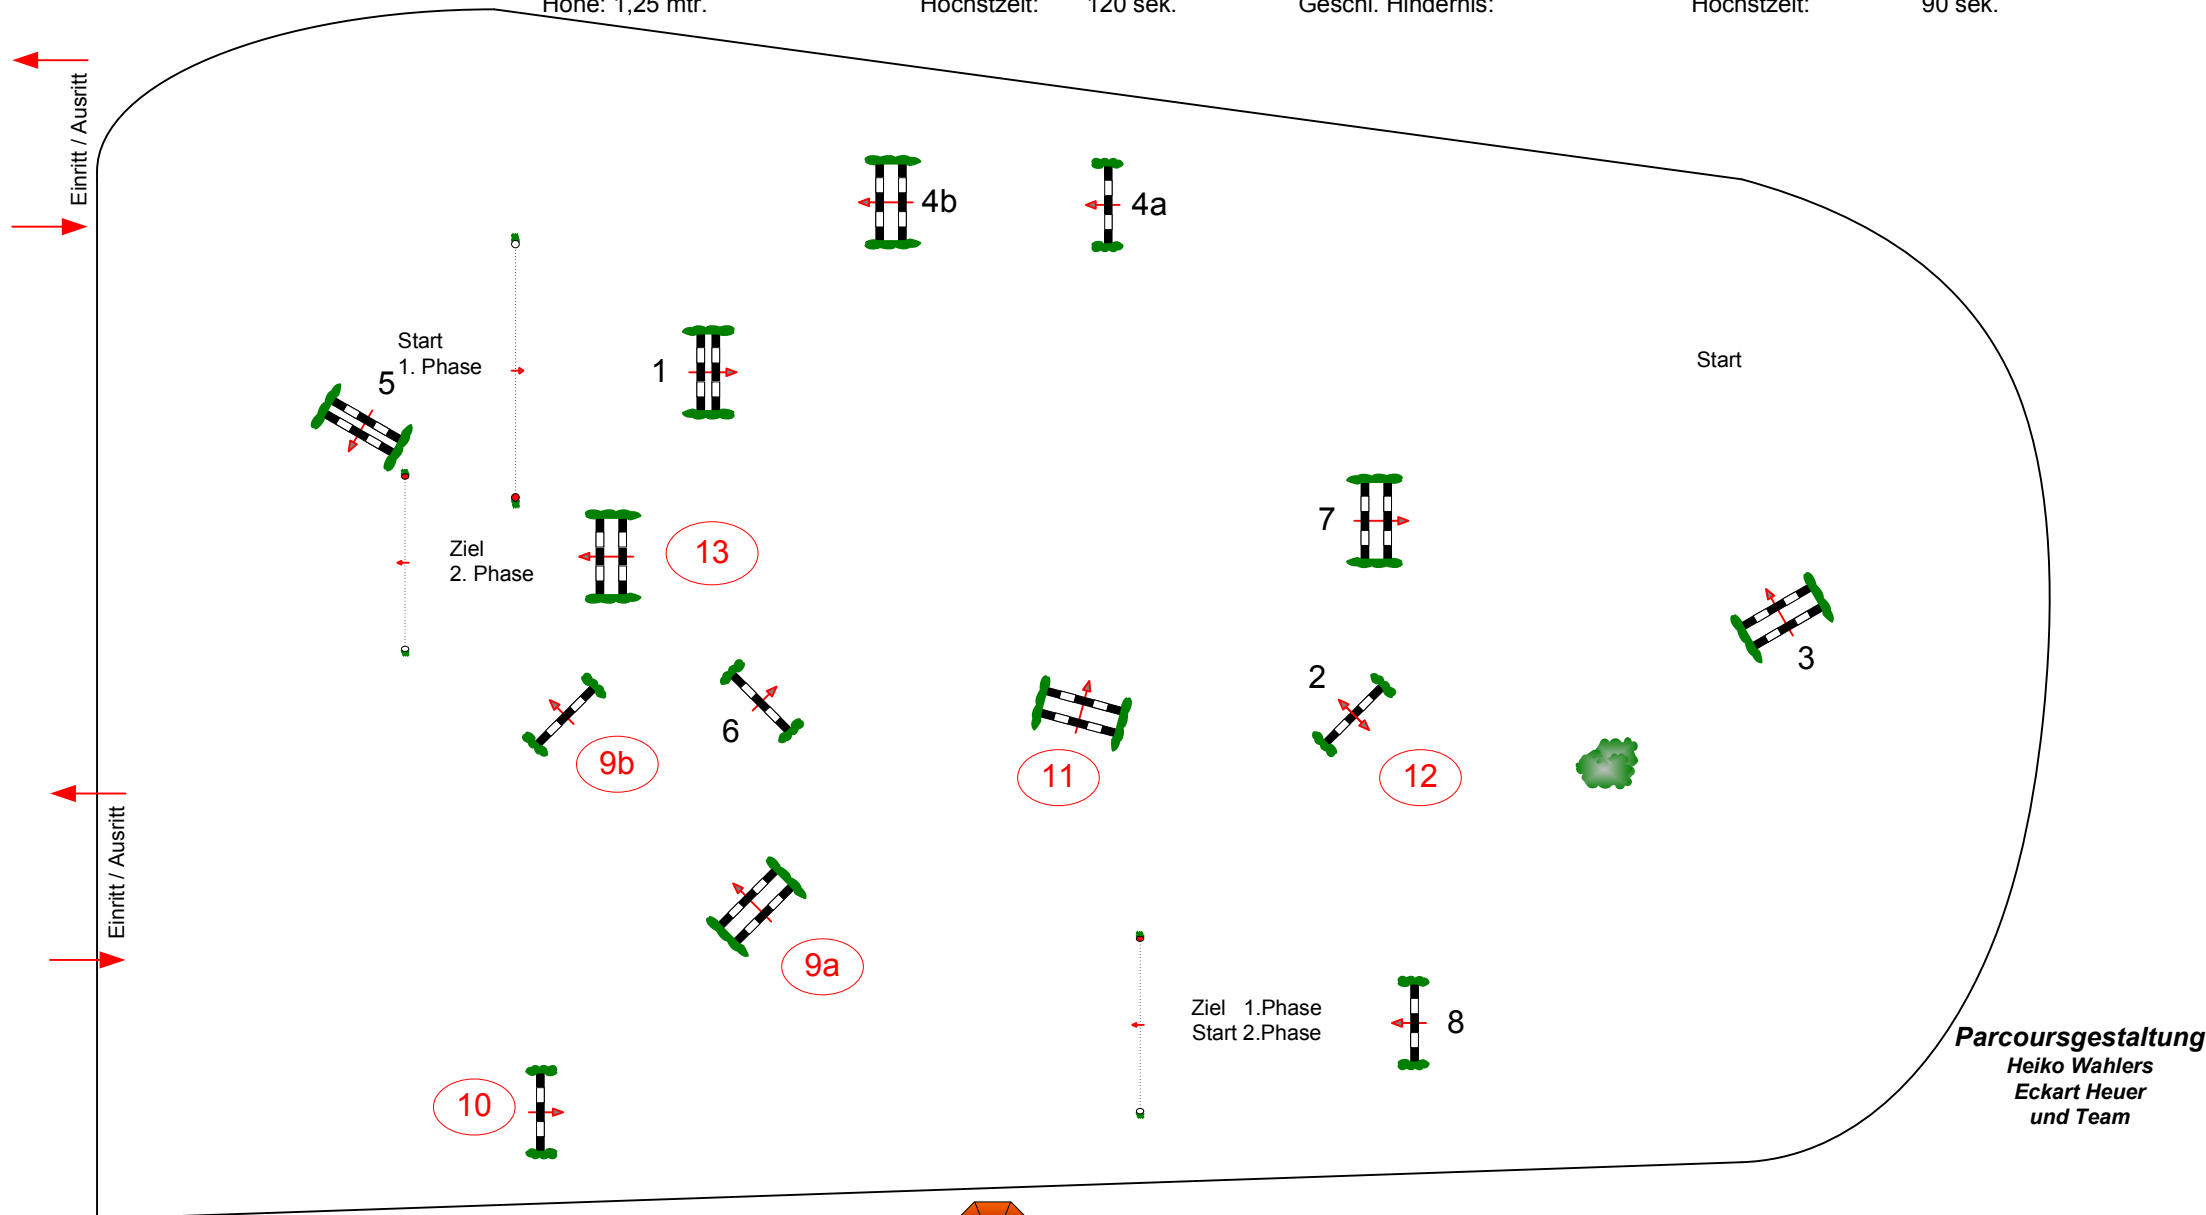 Höhe: 1,25 mtr. Höchstzeit: 120 sek. Geschl. Hindernis: Höchstzeit: 90 sek.
Einritt / Ausritt
4b
4a
Start
1. Phase
5
1
Start
7
13
Ziel
2. Phase
3
2
6
9b
11
12
Einritt / Ausritt
9a
Ziel 1.Phase
Start 2.Phase
8
10
Parcoursgestaltung
Heiko Wahlers
Eckart Heuer
und Team